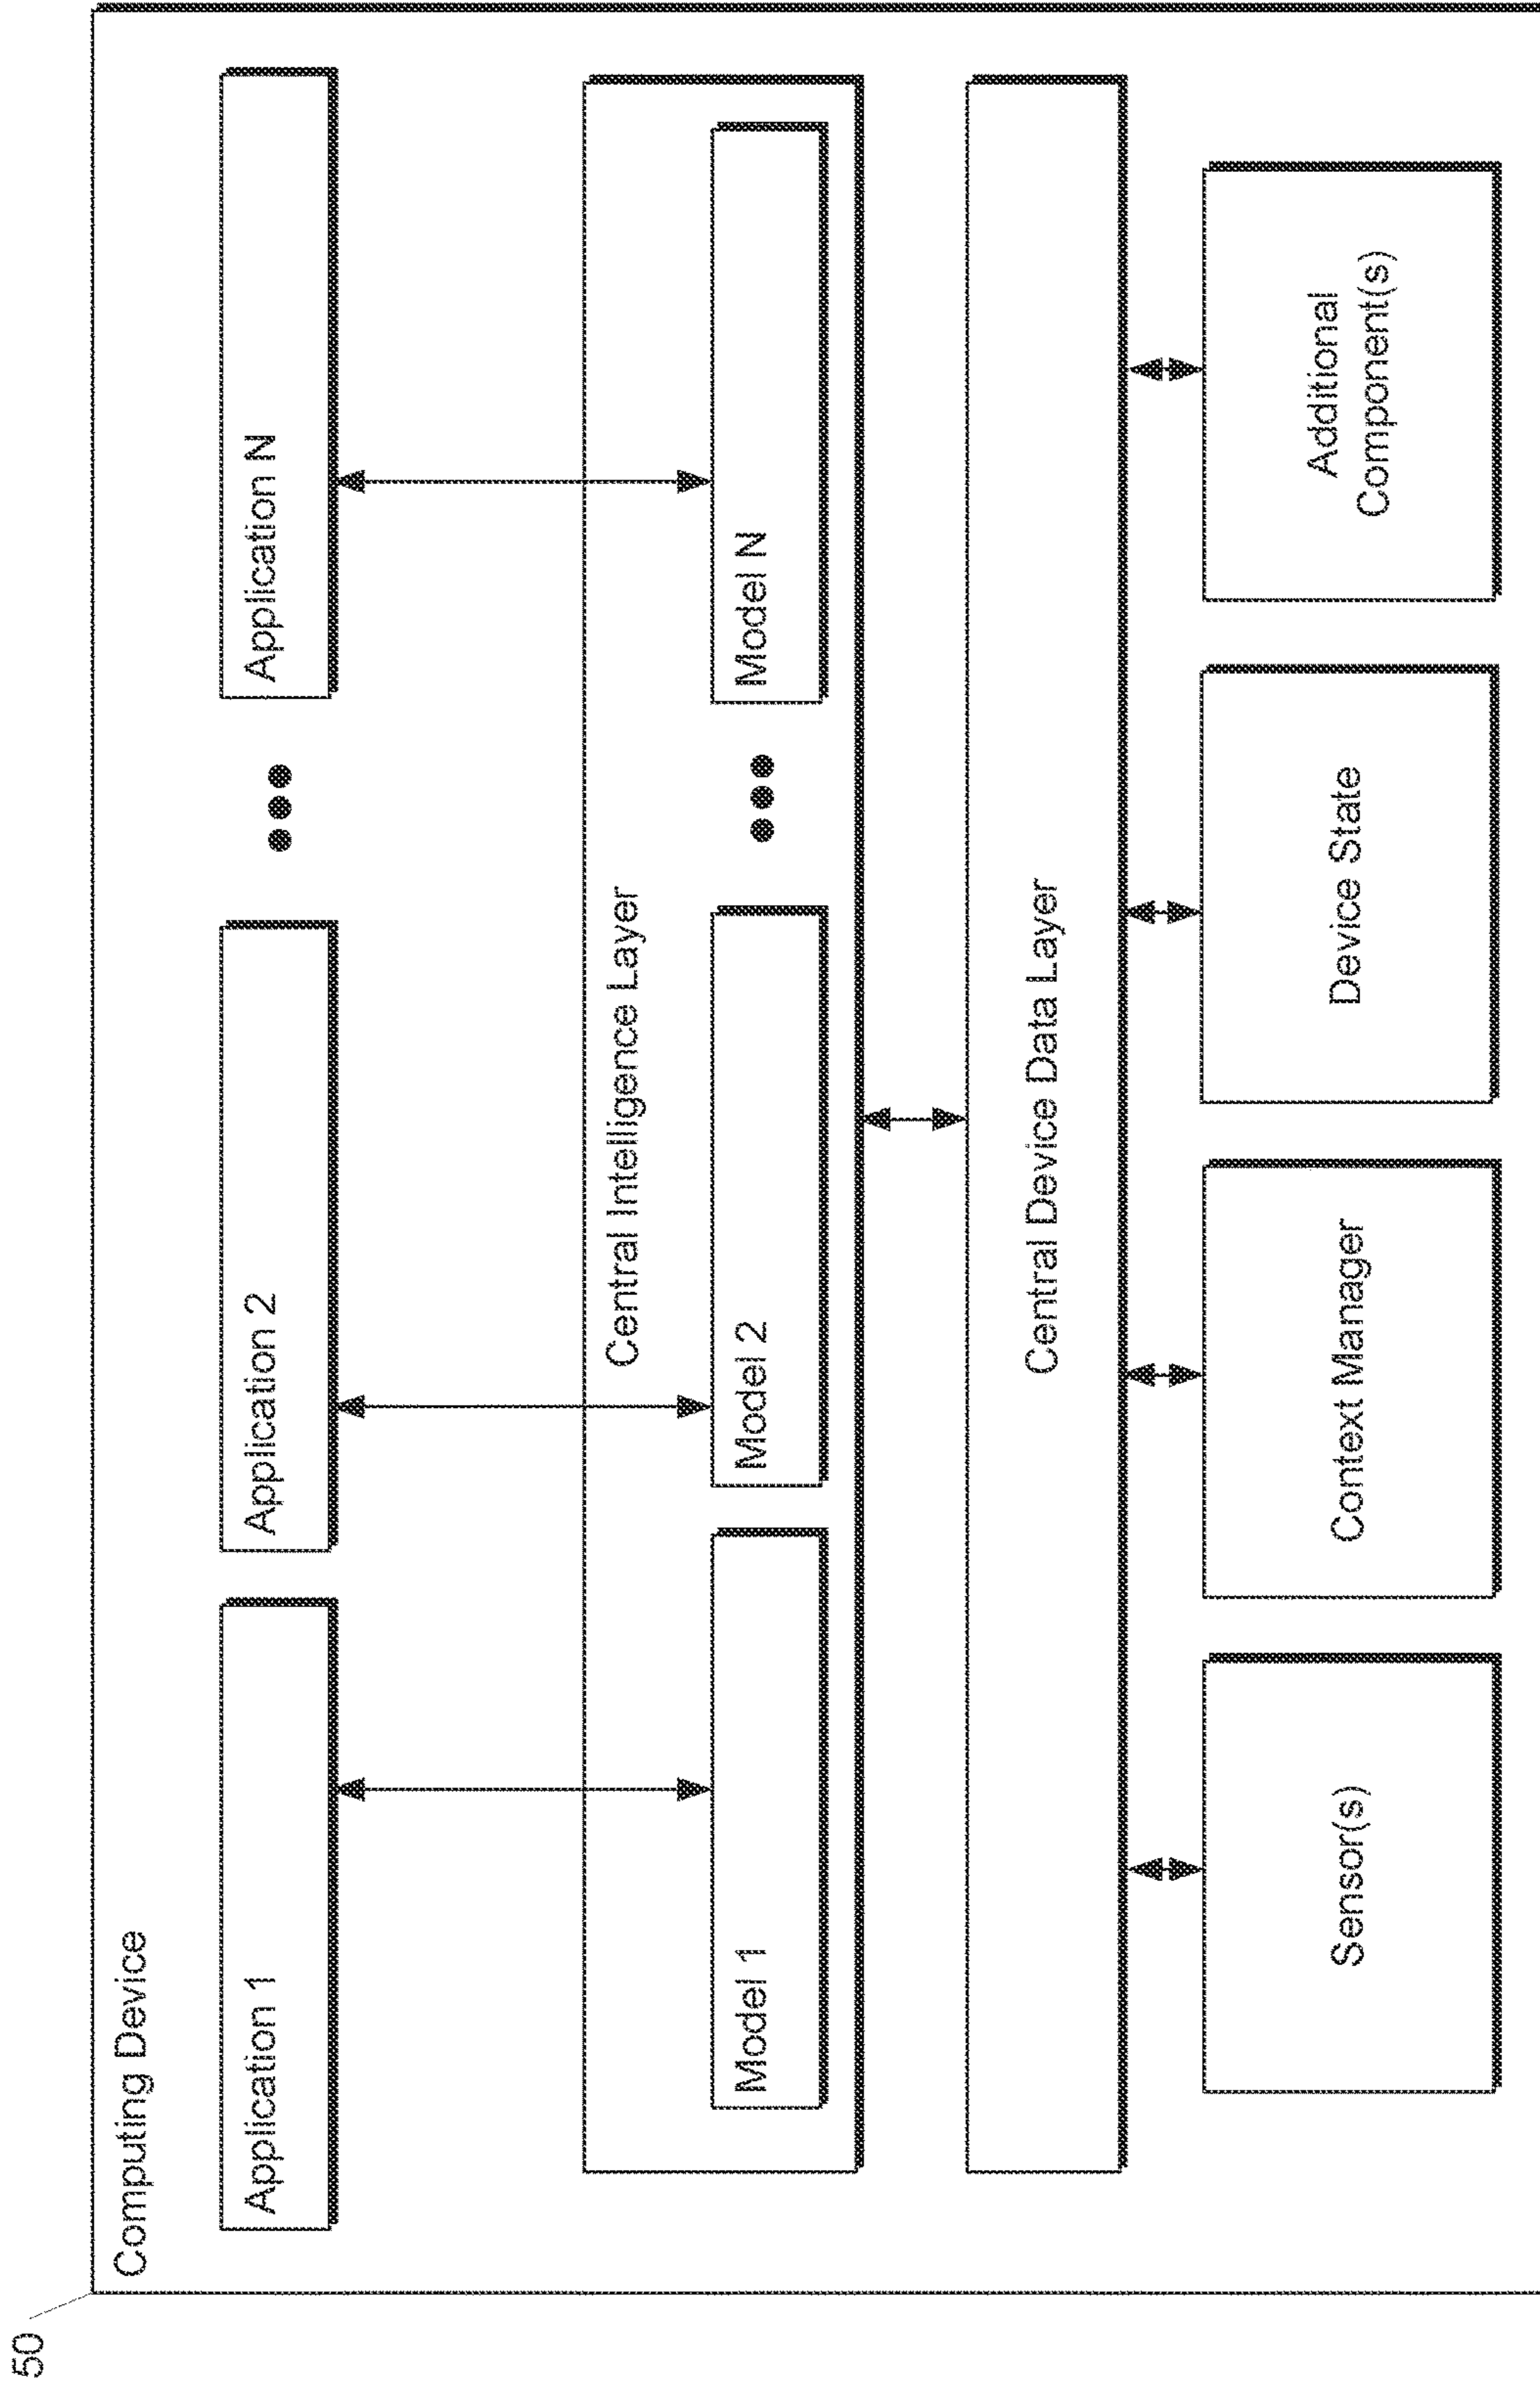 50
Computing Device
Application 1
Application 2
Application N
Central Intelligence Layer
Model 1
Model 2
Model N
Central Device Data Layer
Sensor(s)
Context Manager
Device State
Additional
Component(s)